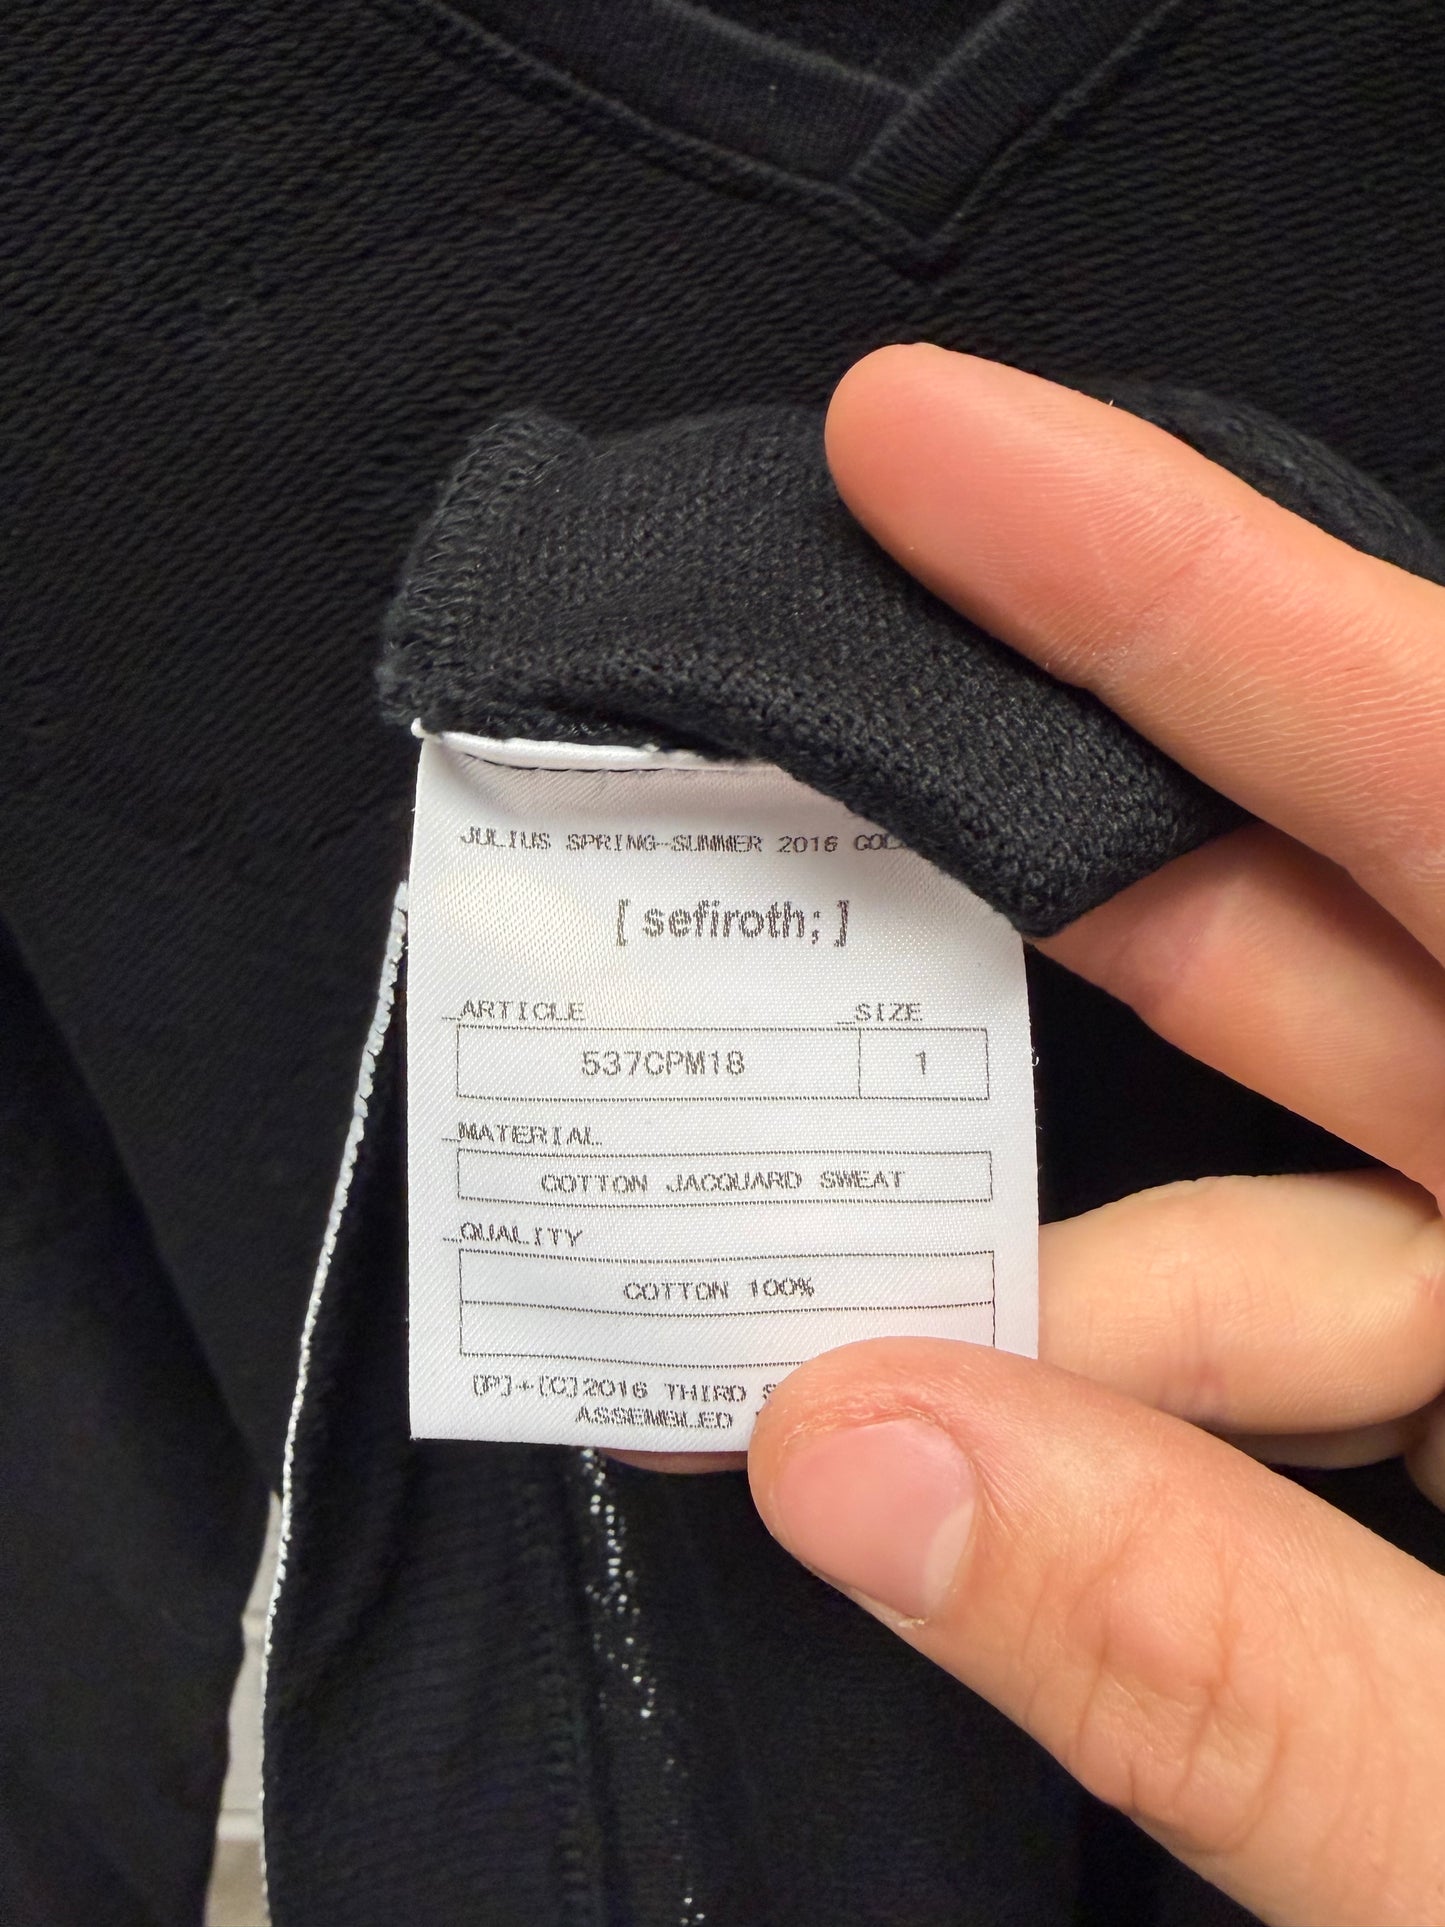 JULIUS SPRING-SUMMER 2016
[ sefiroth; ]
_ARTICLE _SIZE
537CPM18 1
_MATERIAL
COTTON JACQUARD SWEAT
_QUALITY
COTTON 100%
[P]+[C]2016 THIRD
ASSEMBLED